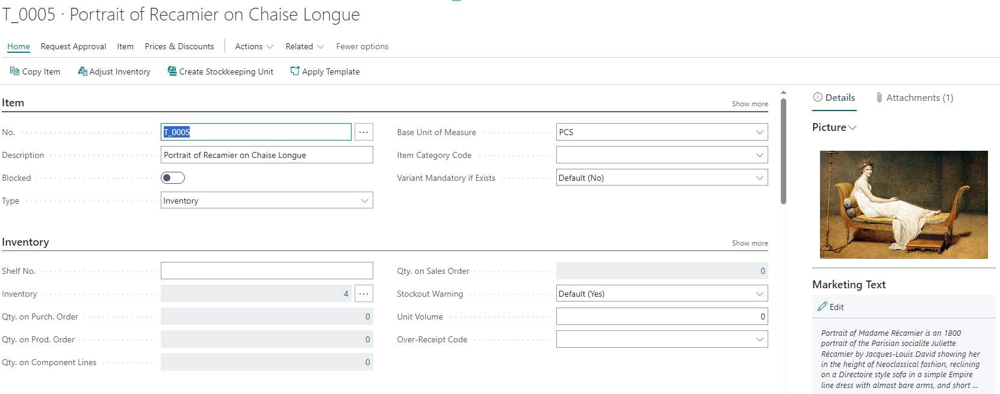 T_0005 · Portrait of Recamier on Chaise Longue
Home Request Approval Item Prices & Discounts Actions Related Fewer options
Copy Item Adjust Inventory Create Stockkeeping Unit Apply Template
Item Show more
No. T_0005 ...
Description Portrait of Recamier on Chaise Longue
Blocked
Type Inventory
Base Unit of Measure PCS
Item Category Code
Variant Mandatory if Exists Default (No)
Inventory Show more
Shelf No.
Inventory 4 ...
Qty. on Purch. Order 0
Qty. on Prod. Order 0
Qty. on Component Lines 0
Qty. on Sales Order 0
Stockout Warning Default (Yes)
Unit Volume 0
Over-Receipt Code
Details Attachments (1)
Picture
Marketing Text
Edit
Portrait of Madame Récamier is an 1800
portrait of the Parisian socialite Juliette
Récamier by Jacques-Louis David showing her
in the height of Neoclassical fashion, reclining
on a Directoire style sofa in a simple Empire
line dress with almost bare arms, and short ...